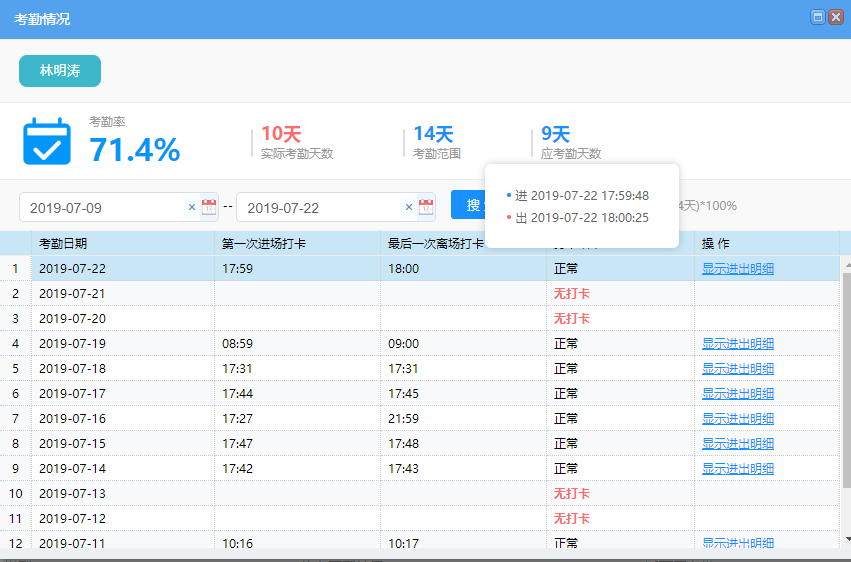 考勤情况
林明涛
考勤率
71.4%
10天
实际考勤天数
14天
考勤范围
9天
应考勤天数
进 2019-07-22 17:59:48
出 2019-07-22 18:00:25
2019-07-09 × -- 2019-07-22 × 搜 4天)*100%
考勤日期 第一次进场打卡 最后一次离场打卡 操 作
1 2019-07-22 17:59 18:00 正常 显示进出明细
2 2019-07-21 无打卡
3 2019-07-20 无打卡
4 2019-07-19 08:59 09:00 正常 显示进出明细
5 2019-07-18 17:31 17:31 正常 显示进出明细
6 2019-07-17 17:44 17:45 正常 显示进出明细
7 2019-07-16 17:27 21:59 正常 显示进出明细
8 2019-07-15 17:47 17:48 正常 显示进出明细
9 2019-07-14 17:42 17:43 正常 显示进出明细
10 2019-07-13 无打卡
11 2019-07-12 无打卡
12 2019-07-11 10:16 10:17 正常 显示进出明细